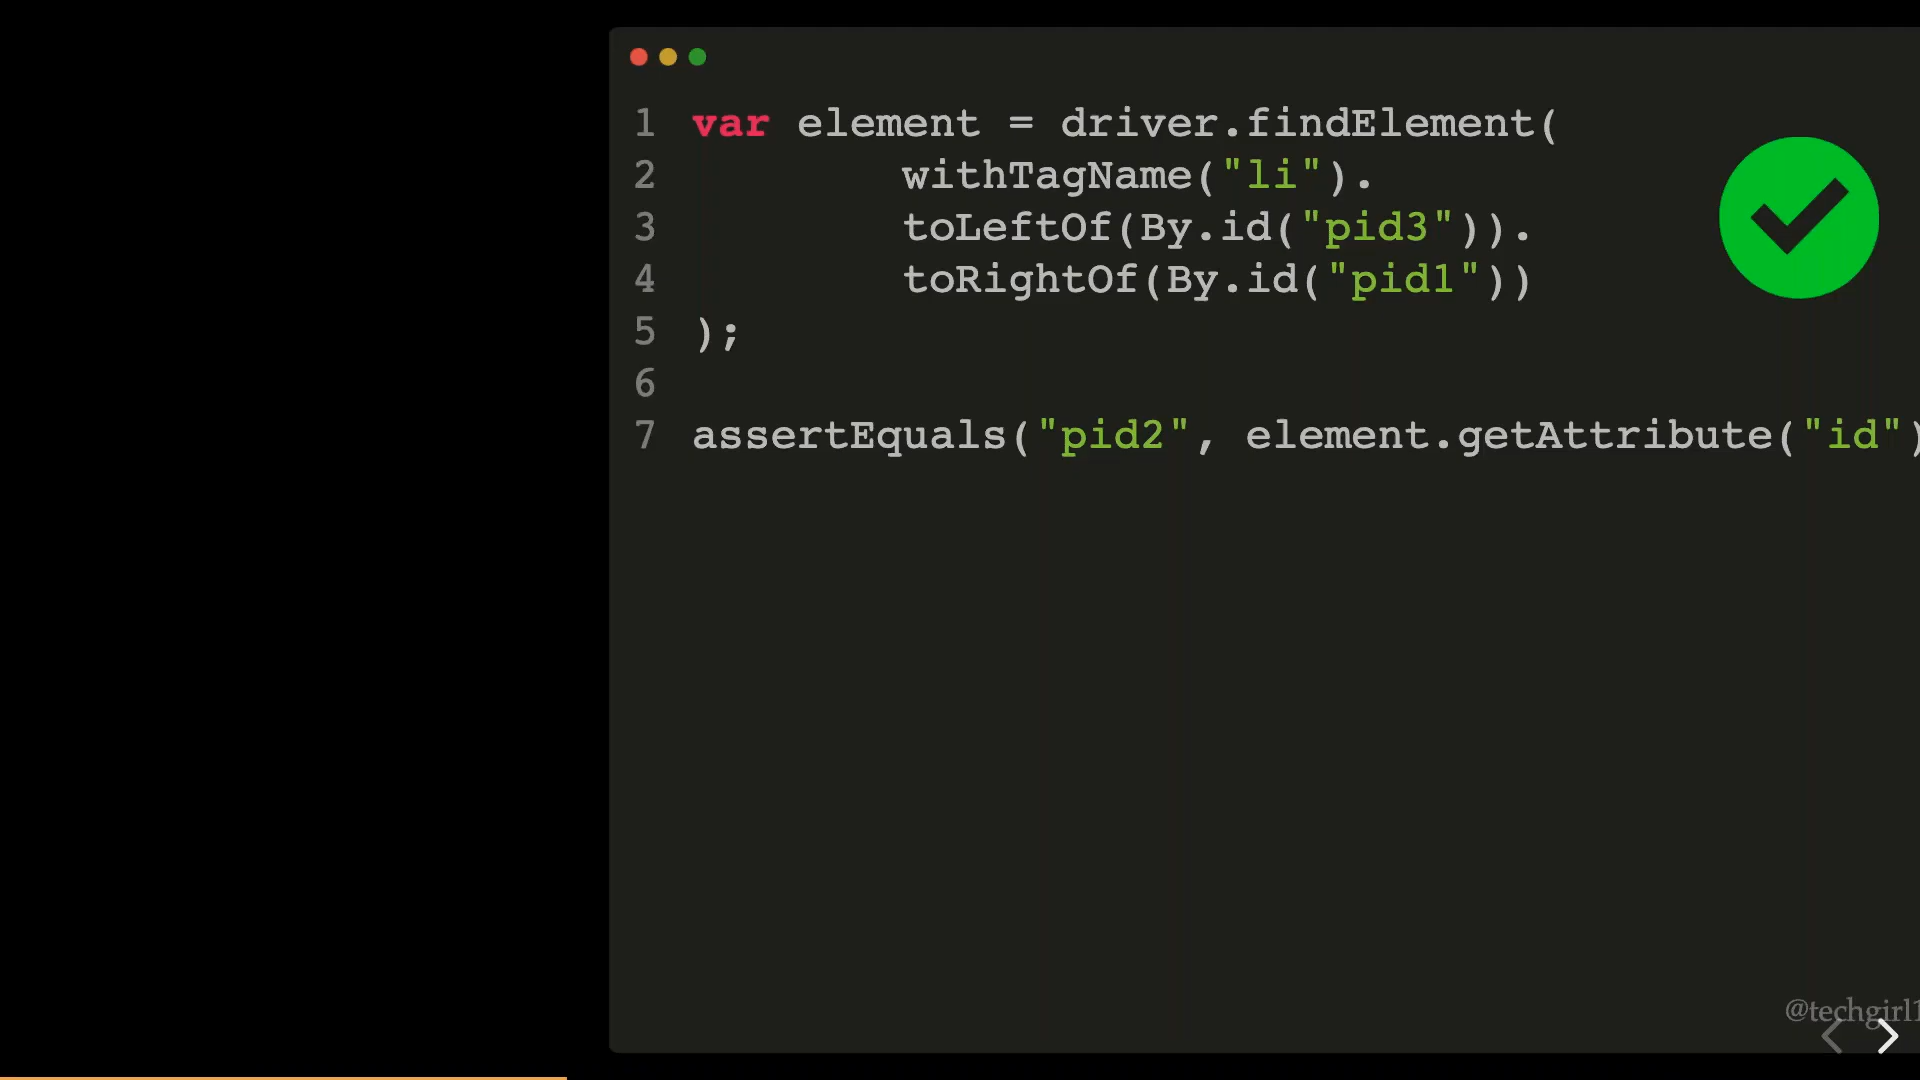 1 var element = driver.findElement(
2 withTagName("li").
3 toLeftOf(By.id("pid3")).
4 toRightOf(By.id("pid1"))
5 );
6
7 assertEquals("pid2", element.getAttribute("id")
@techgirl1